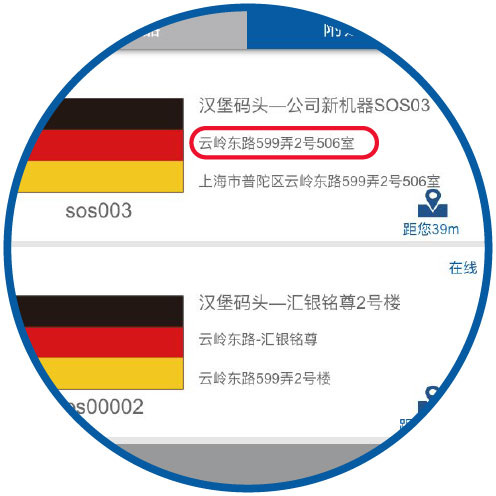 汉堡码头—公司新机器SOS03
云岭东路599弄2号506室
上海市普陀区云岭东路599弄2号506室
sos003
距您39m
在线
汉堡码头—汇银铭尊2号楼
云岭东路-汇银铭尊
云岭东路599弄2号楼
os00002